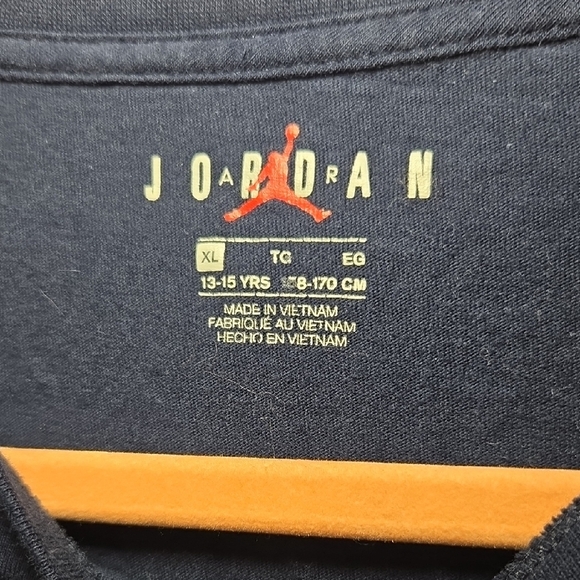 JORDAN
AIR
XL TG EG
13-15 YRS 158-170 CM
MADE IN VIETNAM
FABRIQUÉ AU VIETNAM
HECHO EN VIETNAM